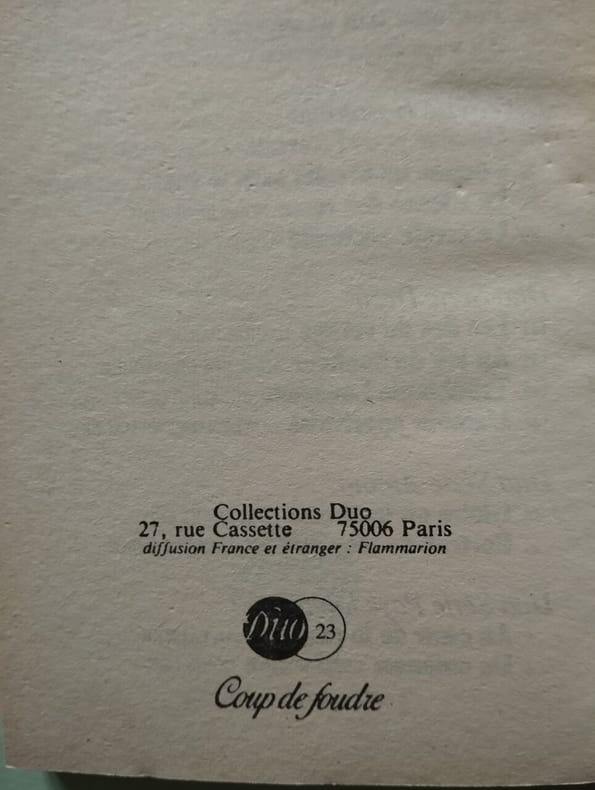 Collections Duo
27, rue Cassette 75006 Paris
diffusion France et étranger : Flammarion
Duo 23
Coup de foudre